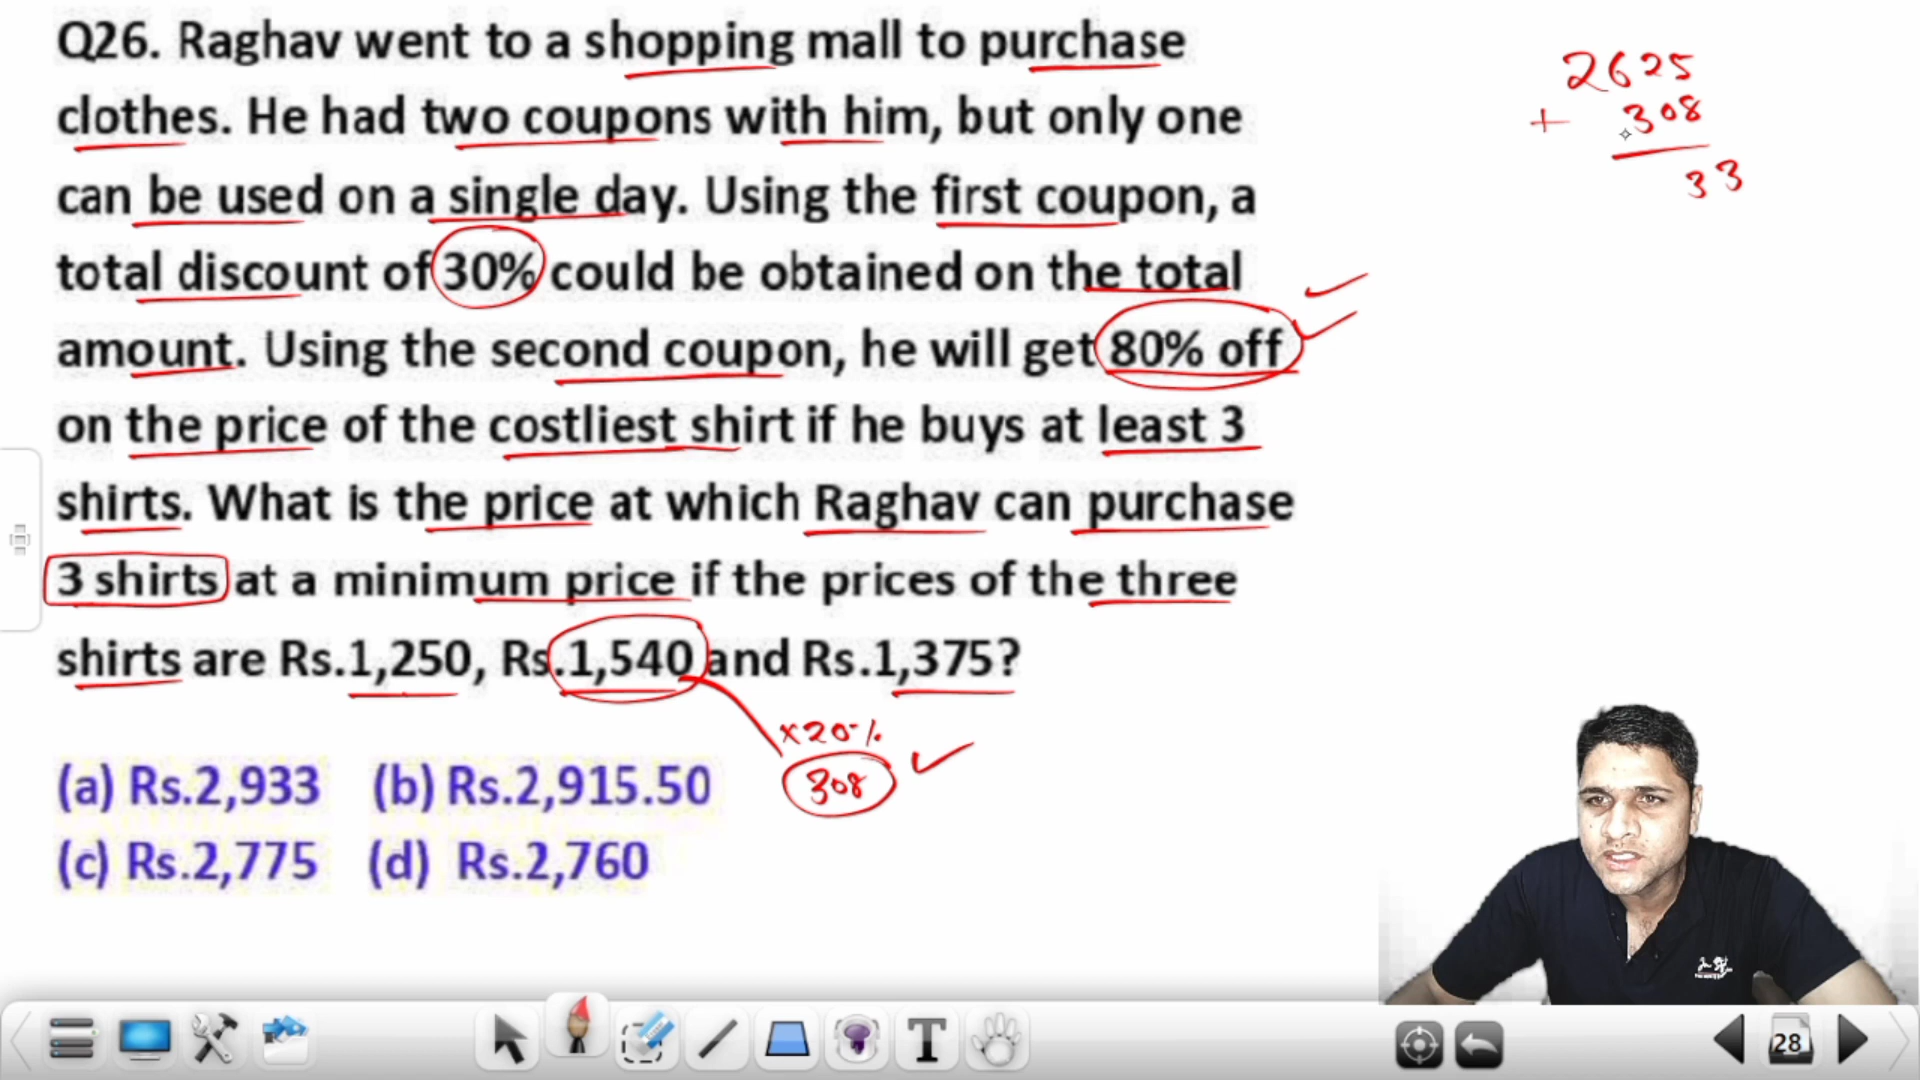 Q26. Raghav went to a shopping mall to purchase
clothes. He had two coupons with him, but only one
can be used on a single day. Using the first coupon, a
total discount of 30% could be obtained on the total
amount. Using the second coupon, he will get 80% off
on the price of the costliest shirt if he buys at least 3
shirts. What is the price at which Raghav can purchase
3 shirts at a minimum price if the prices of the three
shirts are Rs.1,250, Rs.1,540 and Rs.1,375?
×20%
308
(a) Rs.2,933 (b) Rs.2,915.50
(c) Rs.2,775 (d) Rs.2,760
2625
+ 308
33
T
28